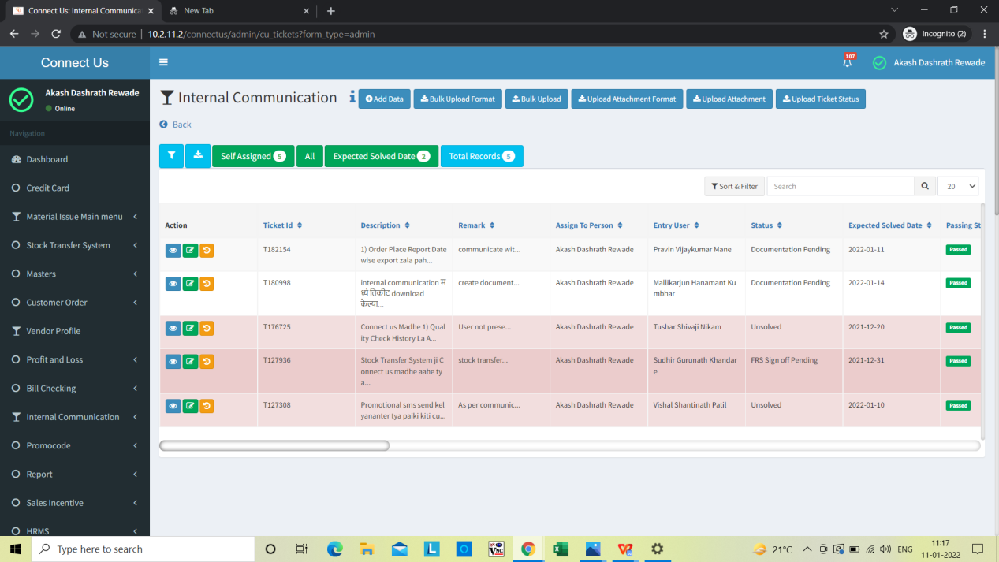 Connect Us: Internal Communica
New Tab
Not secure | 10.2.11.2/connectus/admin/cu_tickets?form_type=admin
Incognito (2)
Connect Us
107
Akash Dashrath Rewade
Akash Dashrath Rewade
Online
Navigation
Dashboard
Credit Card
Material Issue Main menu
Stock Transfer System
Masters
Customer Order
Vendor Profile
Profit and Loss
Bill Checking
Internal Communication
Promocode
Report
Sales Incentive
HRMS
Internal Communication
Add Data
Bulk Upload Format
Bulk Upload
Upload Attachment Format
Upload Attachment
Upload Ticket Status
Back
Self Assigned 5
All
Expected Solved Date 2
Total Records 5
Sort & Filter
Search
20
Action Ticket Id Description Remark Assign To Person Entry User Status Expected Solved Date Passing St
T182154 1) Order Place Report Date communicate wit... Akash Dashrath Rewade Pravin Vijaykumar Mane Documentation Pending 2022-01-11 Passed
wise export zala pah...
T180998 internal communication म create document... Akash Dashrath Rewade Mallikarjun Hanamant Ku Documentation Pending 2022-01-14 Passed
ध्ये तिकीट download mbhar
केल्या...
T176725 Connect us Madhe 1) Qual User not prese... Akash Dashrath Rewade Tushar Shivaji Nikam Unsolved 2021-12-20 Passed
ity Check History La A...
T127936 Stock Transfer System ji C stock transfer... Akash Dashrath Rewade Sudhir Gurunath Khandar FRS Sign off Pending 2021-12-31 Passed
onnect us madhe aahe ty e
a...
T127308 Promotional sms send kel As per communic... Akash Dashrath Rewade Vishal Shantinath Patil Unsolved 2022-01-10 Passed
yananter tya paiki kiti cu...
Type here to search
21°C
ENG
11:17
11-01-2022